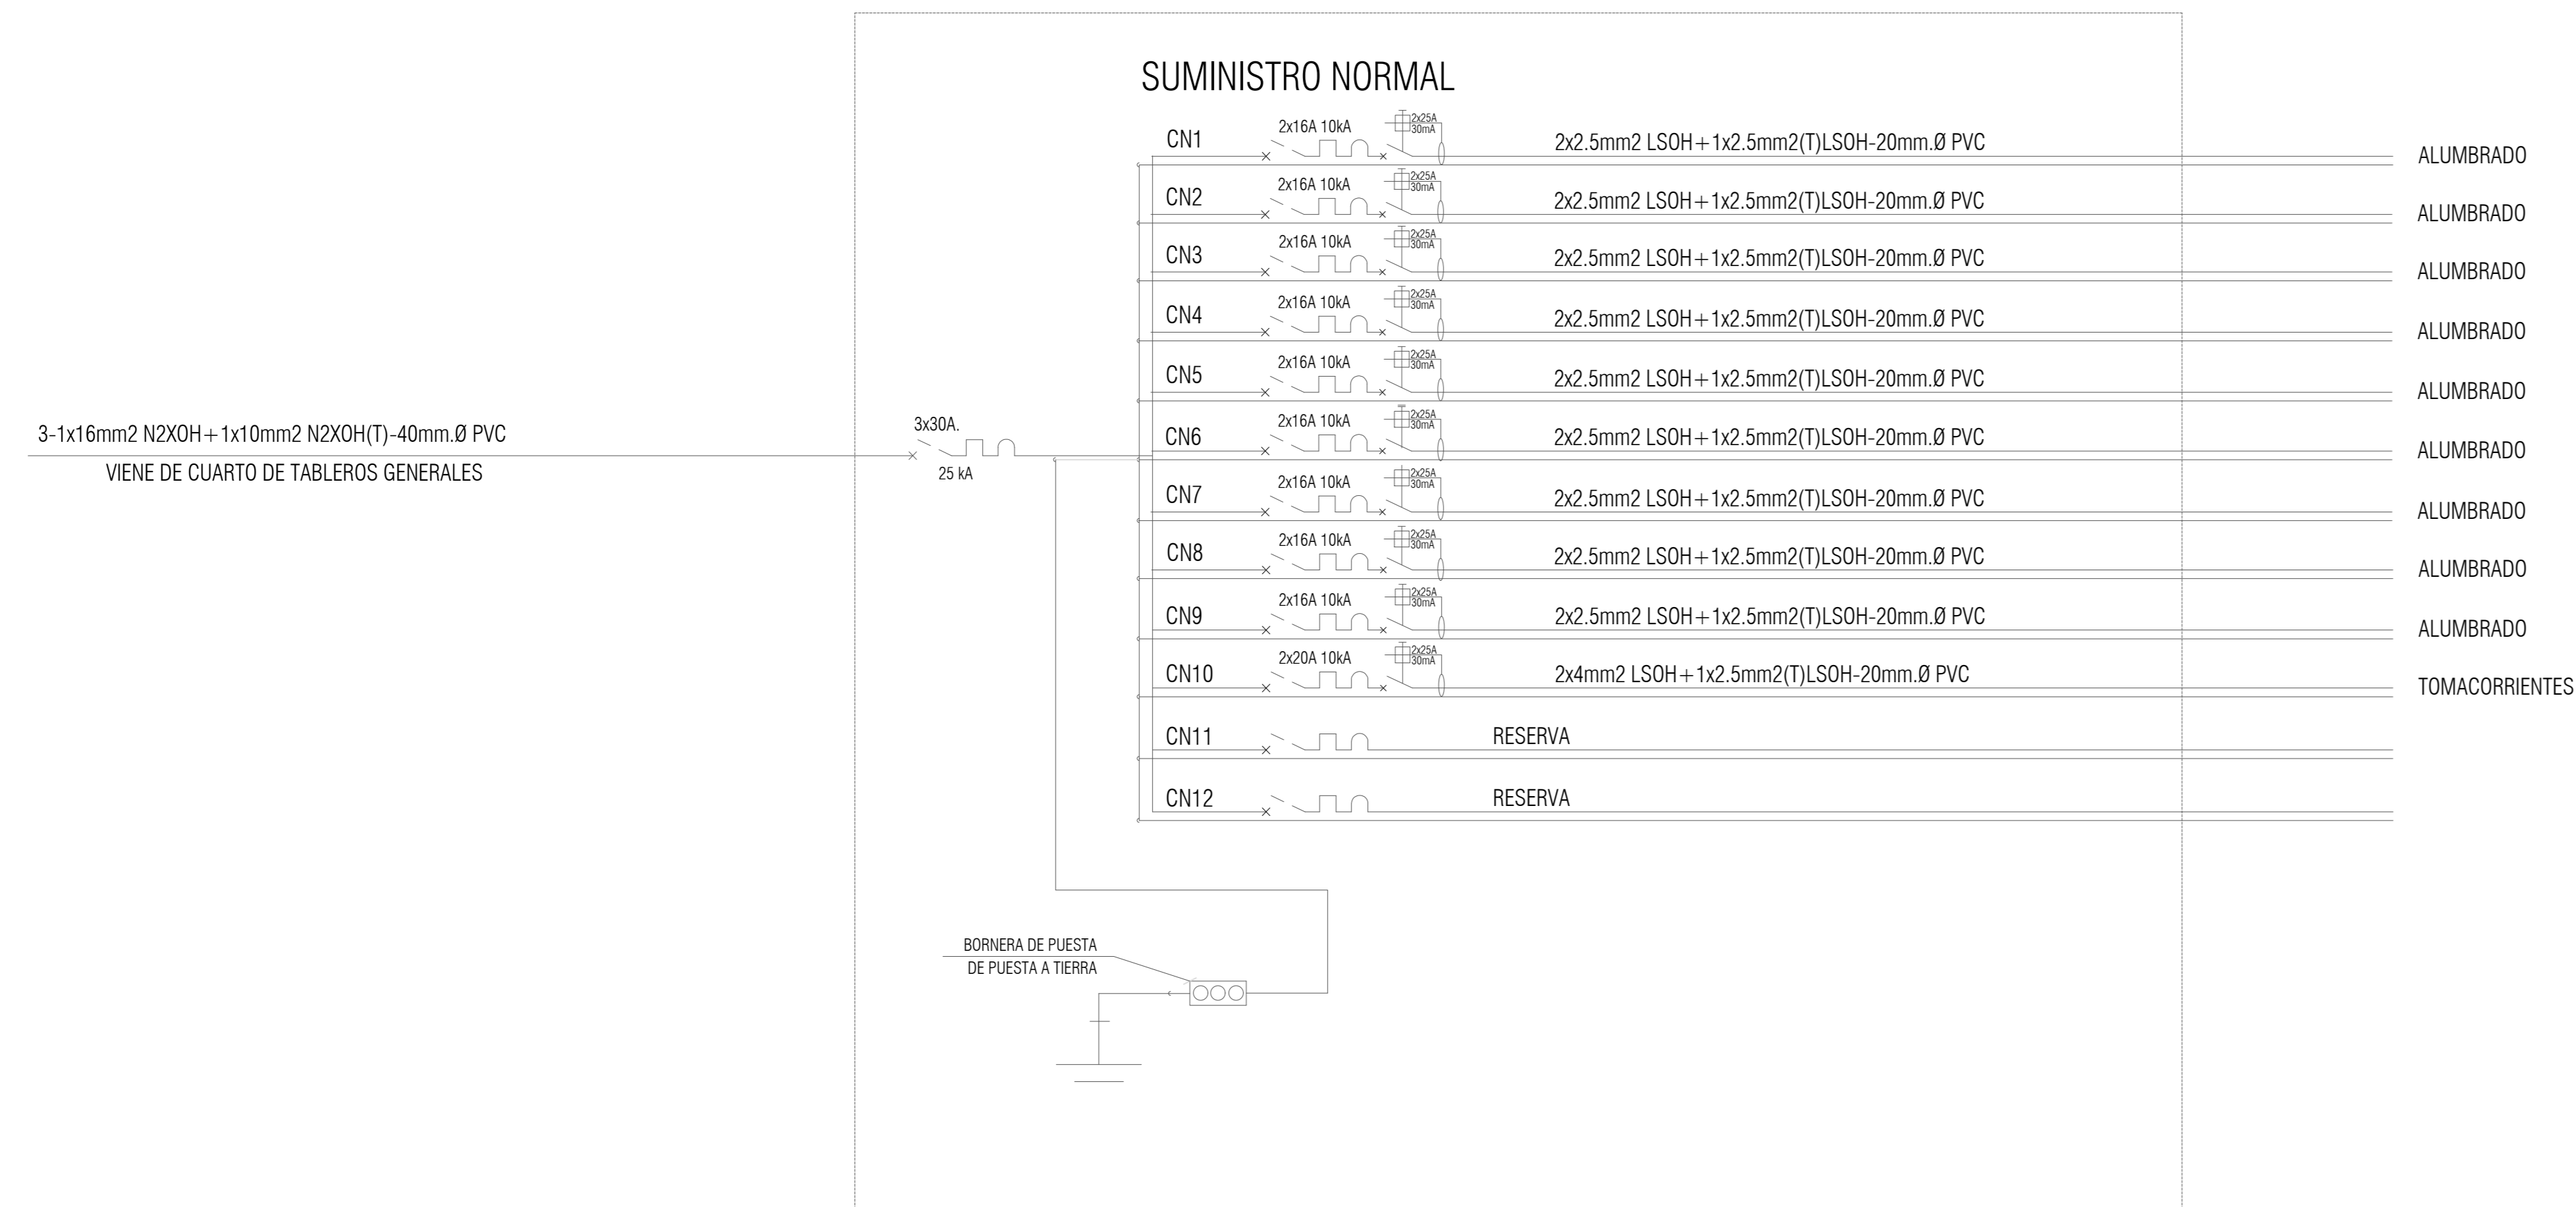 SUMINISTRO NORMAL
CN1
2x16A 10kA
2x25A
30mA
2x2.5mm2 LSOH+1x2.5mm2(T)LSOH-20mm.Ø PVC
ALUMBRADO
CN2
2x16A 10kA
2x25A
30mA
2x2.5mm2 LSOH+1x2.5mm2(T)LSOH-20mm.Ø PVC
ALUMBRADO
CN3
2x16A 10kA
2x25A
30mA
2x2.5mm2 LSOH+1x2.5mm2(T)LSOH-20mm.Ø PVC
ALUMBRADO
CN4
2x16A 10kA
2x25A
30mA
2x2.5mm2 LSOH+1x2.5mm2(T)LSOH-20mm.Ø PVC
ALUMBRADO
CN5
2x16A 10kA
2x25A
30mA
2x2.5mm2 LSOH+1x2.5mm2(T)LSOH-20mm.Ø PVC
ALUMBRADO
3-1x16mm2 N2XOH+1x10mm2 N2XOH(T)-40mm.Ø PVC
VIENE DE CUARTO DE TABLEROS GENERALES
3x30A.
25 kA
CN6
2x16A 10kA
2x25A
30mA
2x2.5mm2 LSOH+1x2.5mm2(T)LSOH-20mm.Ø PVC
ALUMBRADO
CN7
2x16A 10kA
2x25A
30mA
2x2.5mm2 LSOH+1x2.5mm2(T)LSOH-20mm.Ø PVC
ALUMBRADO
CN8
2x16A 10kA
2x25A
30mA
2x2.5mm2 LSOH+1x2.5mm2(T)LSOH-20mm.Ø PVC
ALUMBRADO
CN9
2x16A 10kA
2x25A
30mA
2x2.5mm2 LSOH+1x2.5mm2(T)LSOH-20mm.Ø PVC
ALUMBRADO
CN10
2x20A 10kA
2x25A
30mA
2x4mm2 LSOH+1x2.5mm2(T)LSOH-20mm.Ø PVC
TOMACORRIENTES
CN11
RESERVA
CN12
RESERVA
BORNERA DE PUESTA
DE PUESTA A TIERRA